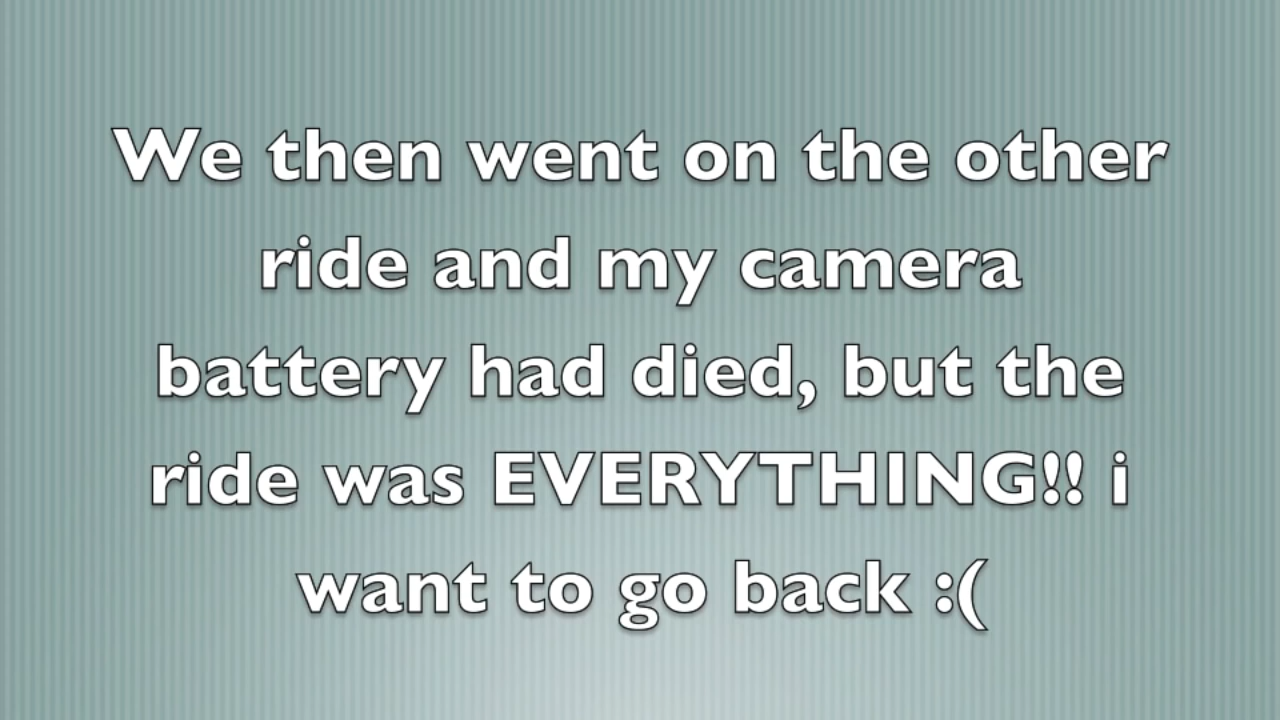 We then went on the other
ride and my camera
battery had died, but the
ride was EVERYTHING!! i
want to go back :(